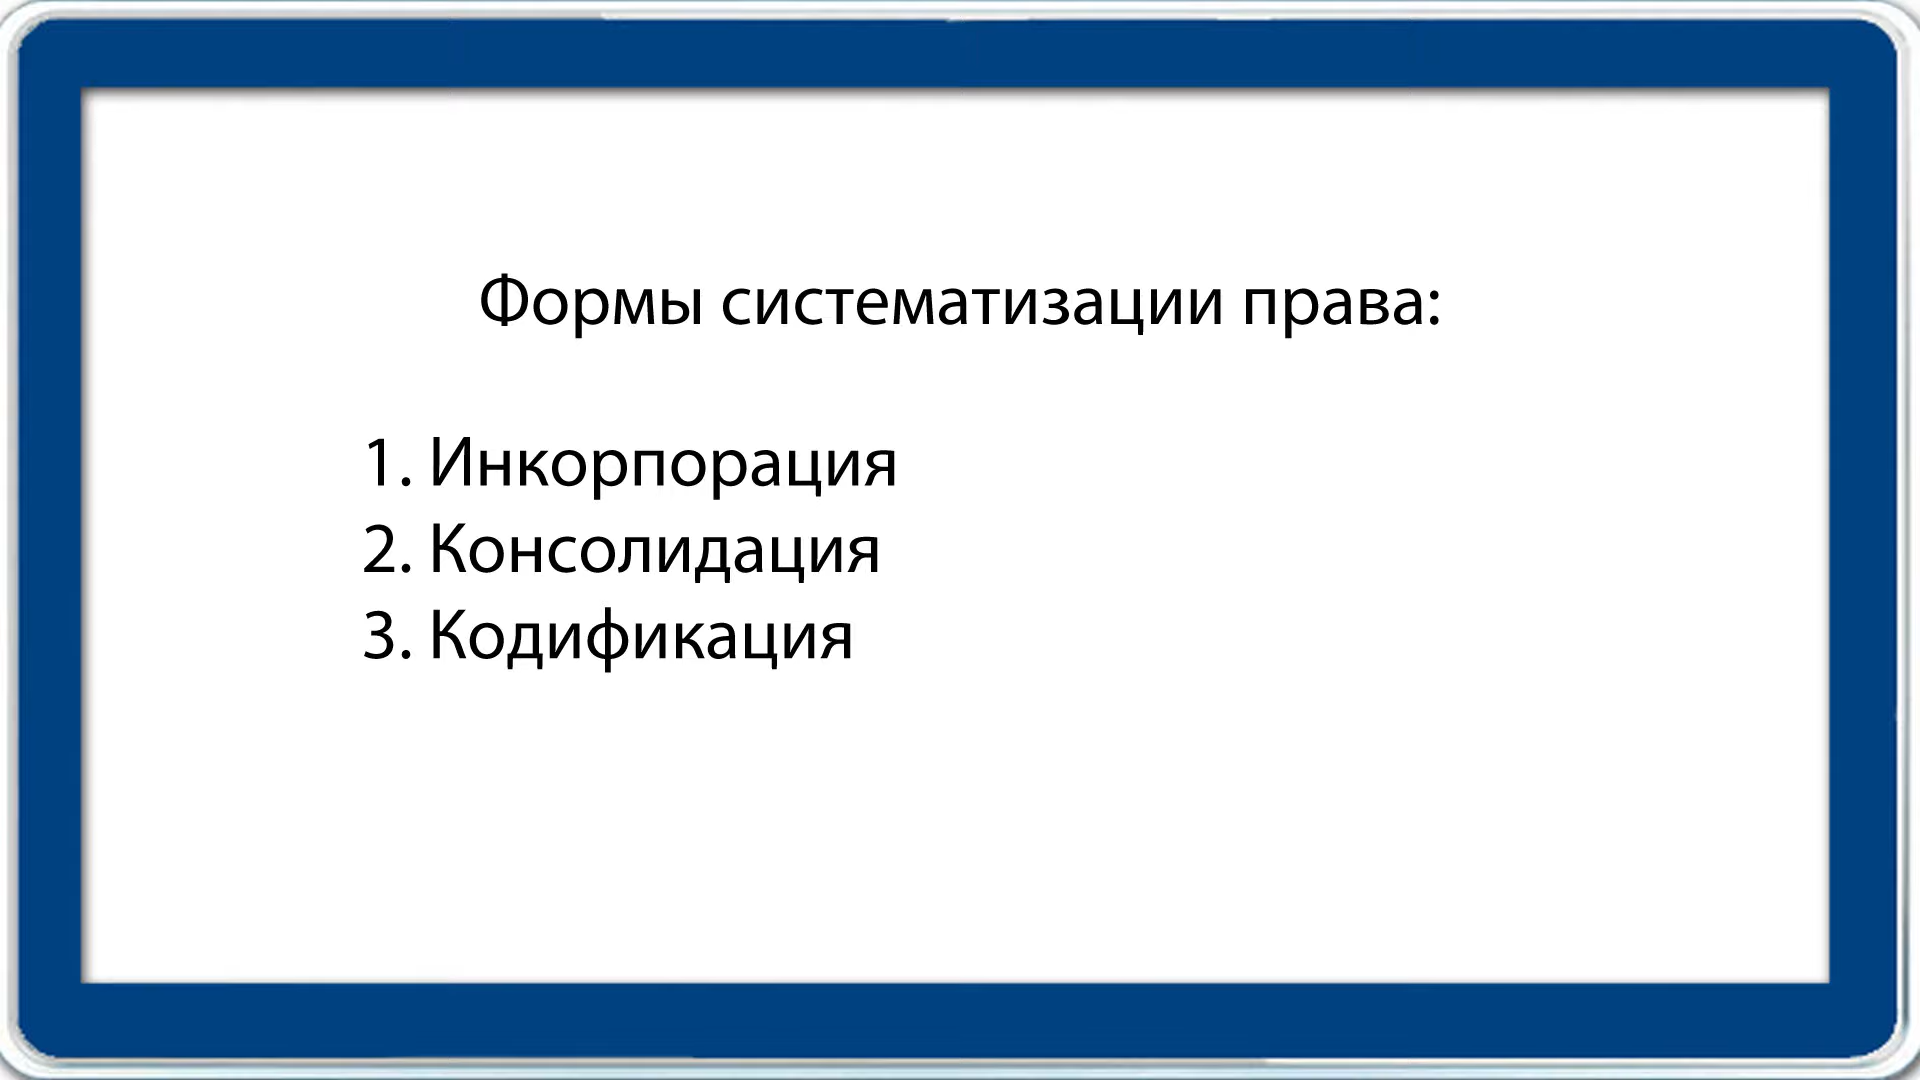 Формы систематизации права:
1. Инкорпорация
2. Консолидация
3. Кодификация